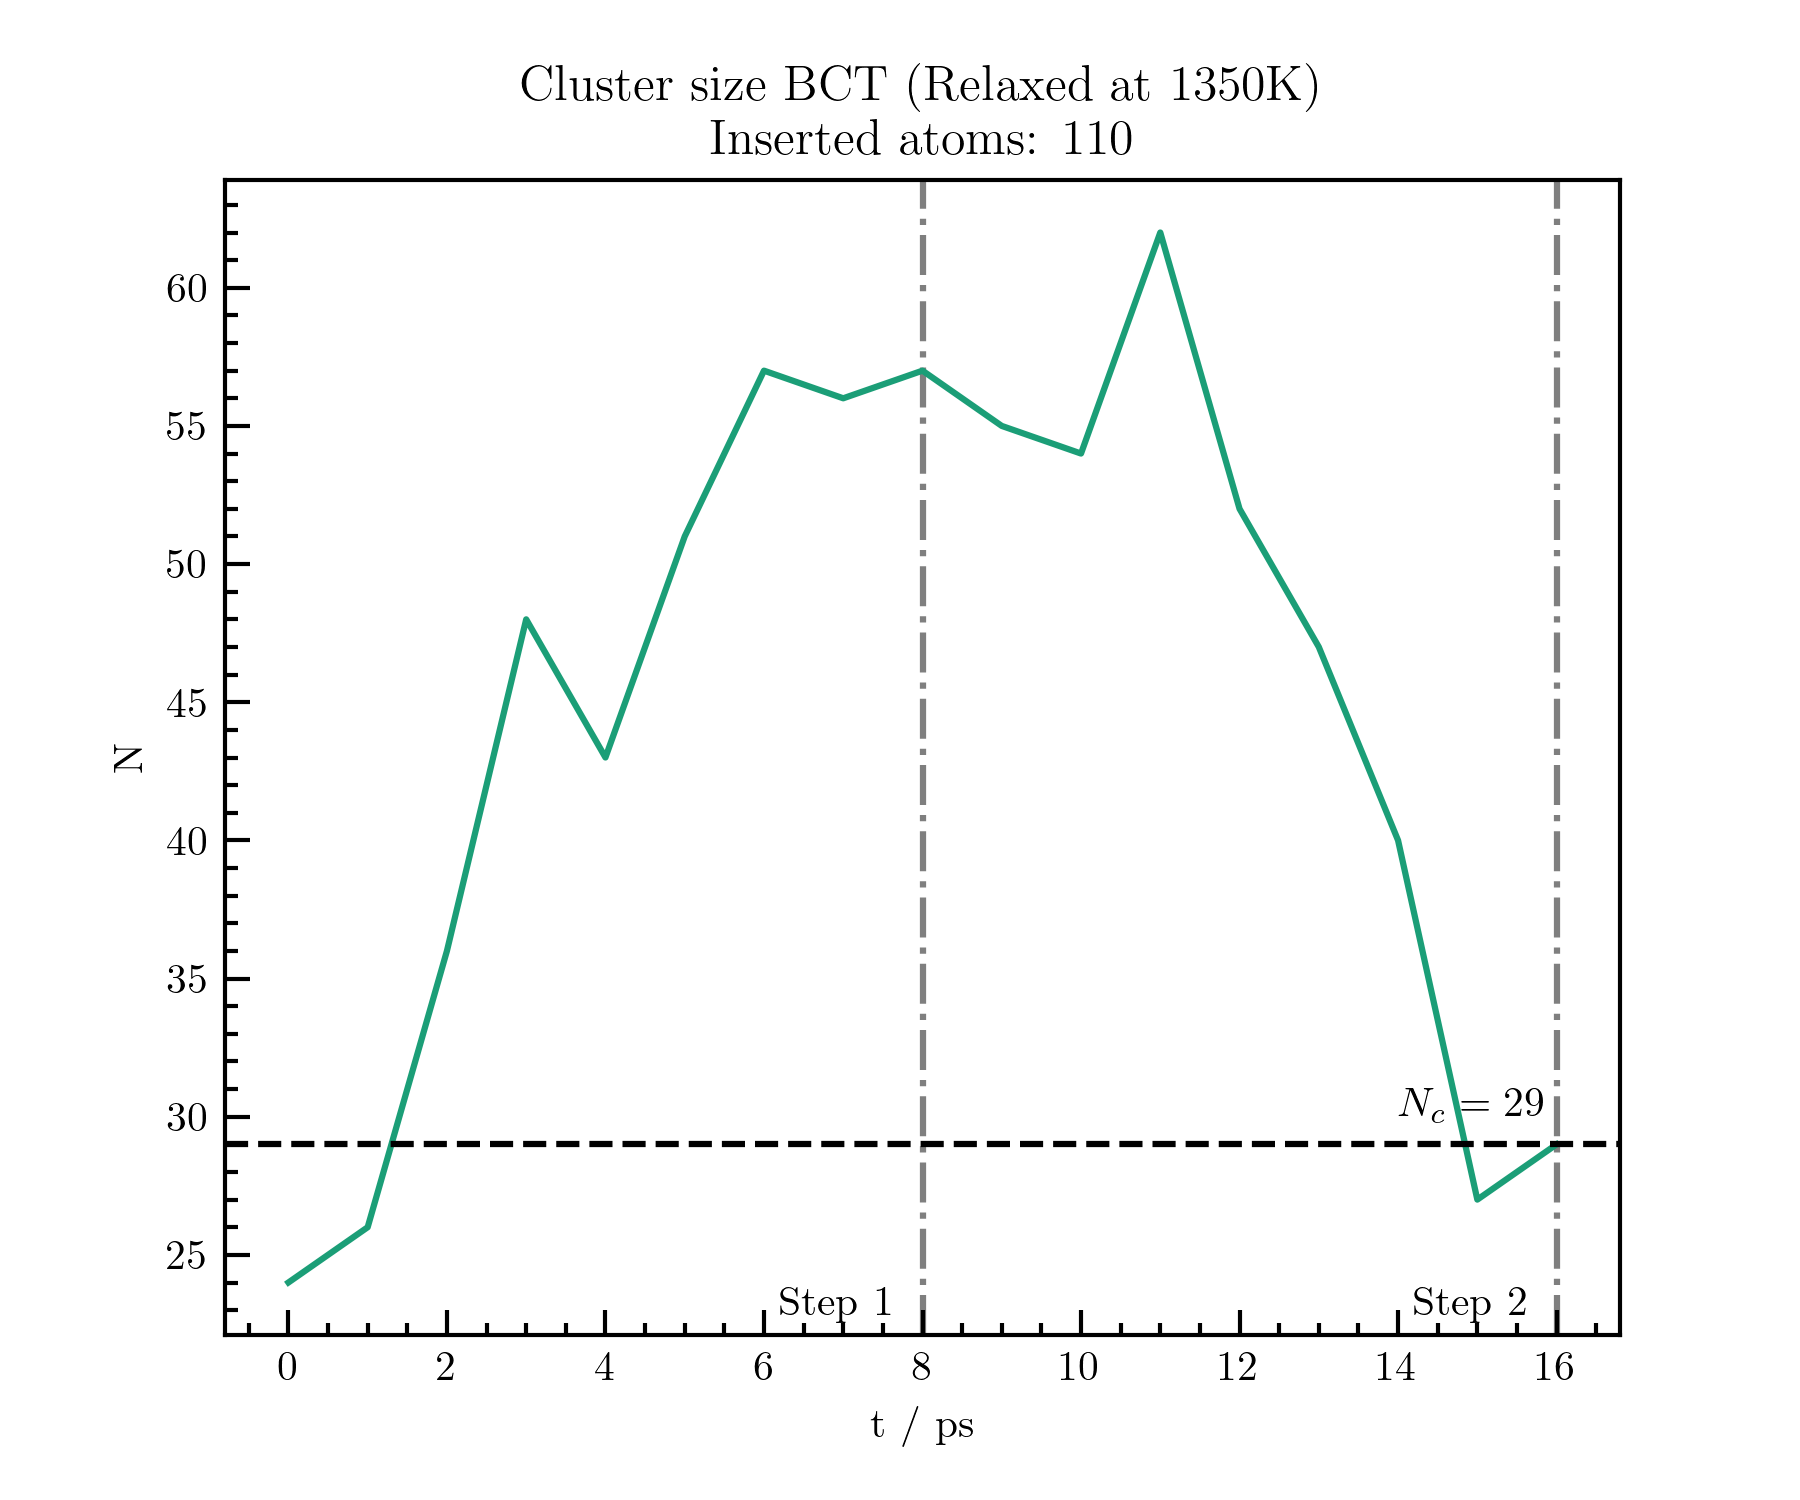 Cluster size BCT (Relaxed at 1350K)
Inserted atoms: 110
N
60
55
50
45
40
35
30
25
N_c = 29
Step 1
Step 2
0 2 4 6 8 10 12 14 16
t / ps